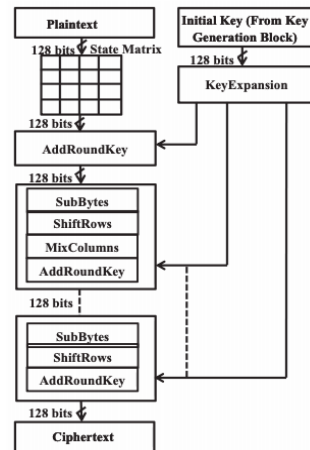 Plaintext
Initial Key (From Key
Generation Block)
128 bits
State Matrix
128 bits
KeyExpansion
128 bits
AddRoundKey
128 bits
SubBytes
ShiftRows
MixColumns
AddRoundKey
128 bits
SubBytes
ShiftRows
AddRoundKey
128 bits
Ciphertext